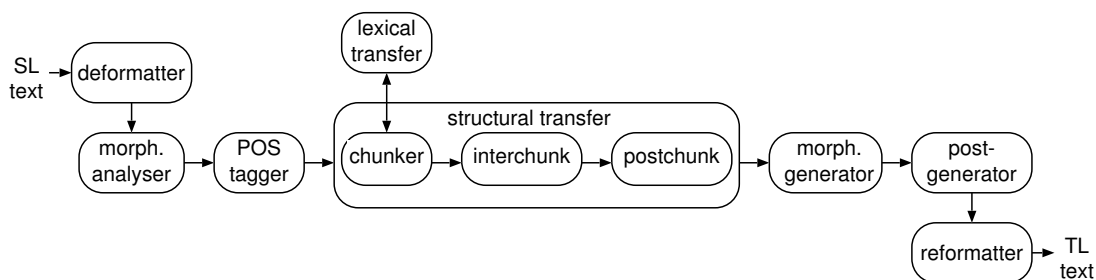 SL
text
deformatter
morph.
analyser
POS
tagger
lexical
transfer
structural transfer
chunker
interchunk
postchunk
morph.
generator
post-
generator
reformatter
TL
text